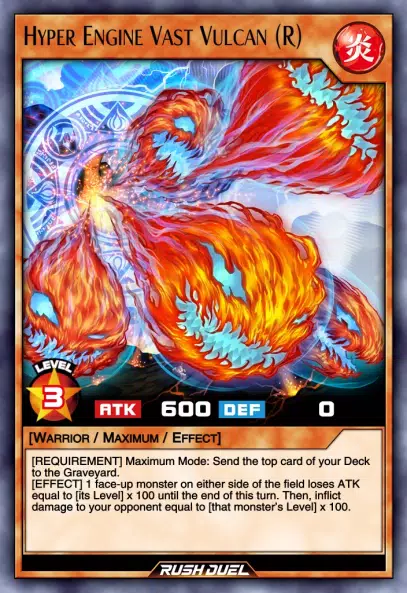 Hyper Engine Vast Vulcan (R)
炎
LEVEL
3
ATK 600 DEF 0
[Warrior / Maximum / Effect]
[REQUIREMENT] Maximum Mode: Send the top card of your Deck
to the Graveyard.
[EFFECT] 1 face-up monster on either side of the field loses ATK
equal to [its Level] x 100 until the end of this turn. Then, inflict
damage to your opponent equal to [that monster's Level] x 100.
RUSH DUEL